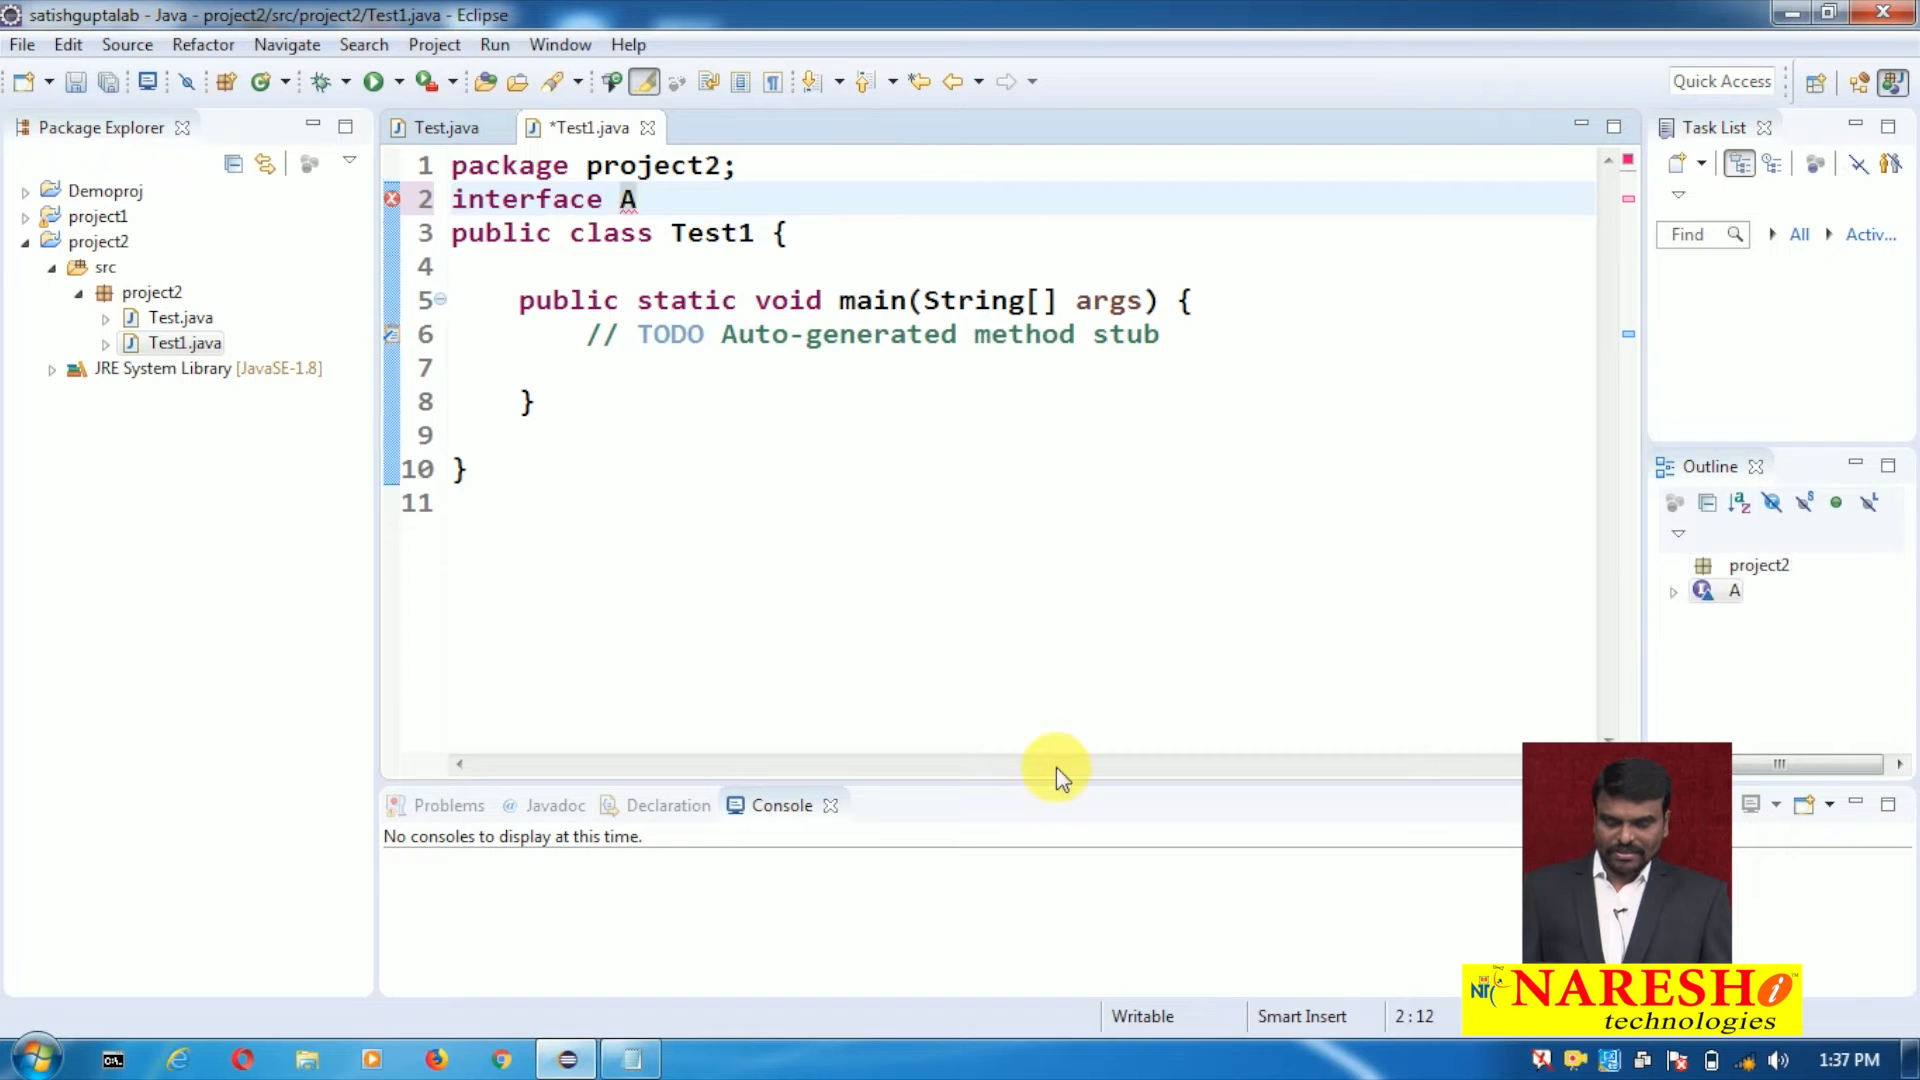 satishguptalab - Java - project2/src/project2/Test1.java - Eclipse
File Edit Source Refactor Navigate Search Project Run Window Help
Quick Access
Package Explorer
Demoproj
project1
project2
src
project2
Test.java
Test1.java
JRE System Library [JavaSE-1.8]
Test.java
*Test1.java
1 package project2;
2 interface A
3 public class Test1 {
4
5 public static void main(String[] args) {
6 // TODO Auto-generated method stub
7
8 }
9
10 }
11
Task List
Find All Activ...
Outline
project2
A
Problems @ Javadoc Declaration Console
No consoles to display at this time.
Writable Smart Insert 2 : 12
NARESH i
technologies
1:37 PM